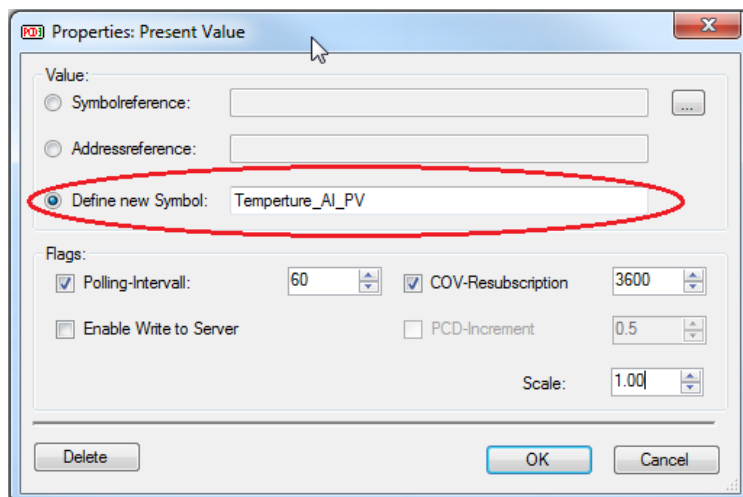 PCD3 Properties: Present Value
Value:
Symbolreference: ...
Addressreference:
Define new Symbol: Temperture_AI_PV
Flags:
Polling-Intervall: 60 COV-Resubscription 3600
Enable Write to Server PCD-Increment 0.5
Scale: 1.00
Delete OK Cancel